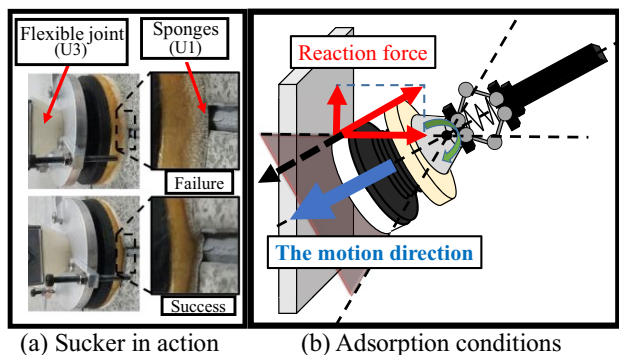 Flexible joint
(U3)
Sponges
(U1)
Failure
Success
Reaction force
The motion direction
(a) Sucker in action
(b) Adsorption conditions